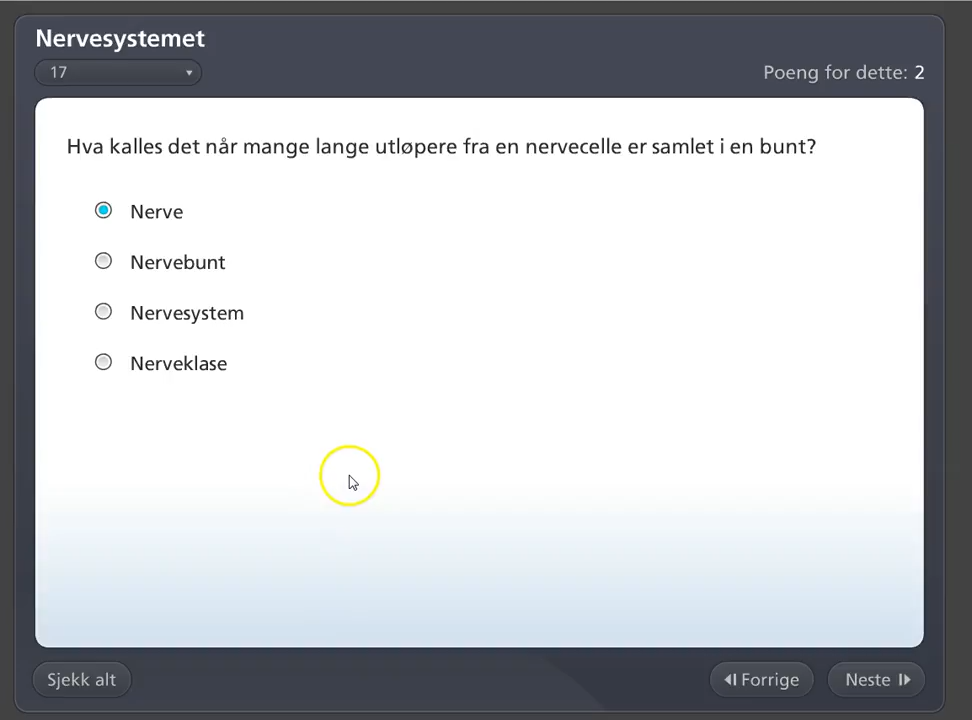 Nervesystemet
17
Poeng for dette: 2
Hva kalles det når mange lange utløpere fra en nervecelle er samlet i en bunt?
Nerve
Nervebunt
Nervesystem
Nerveklase
Sjekk alt
Forrige
Neste